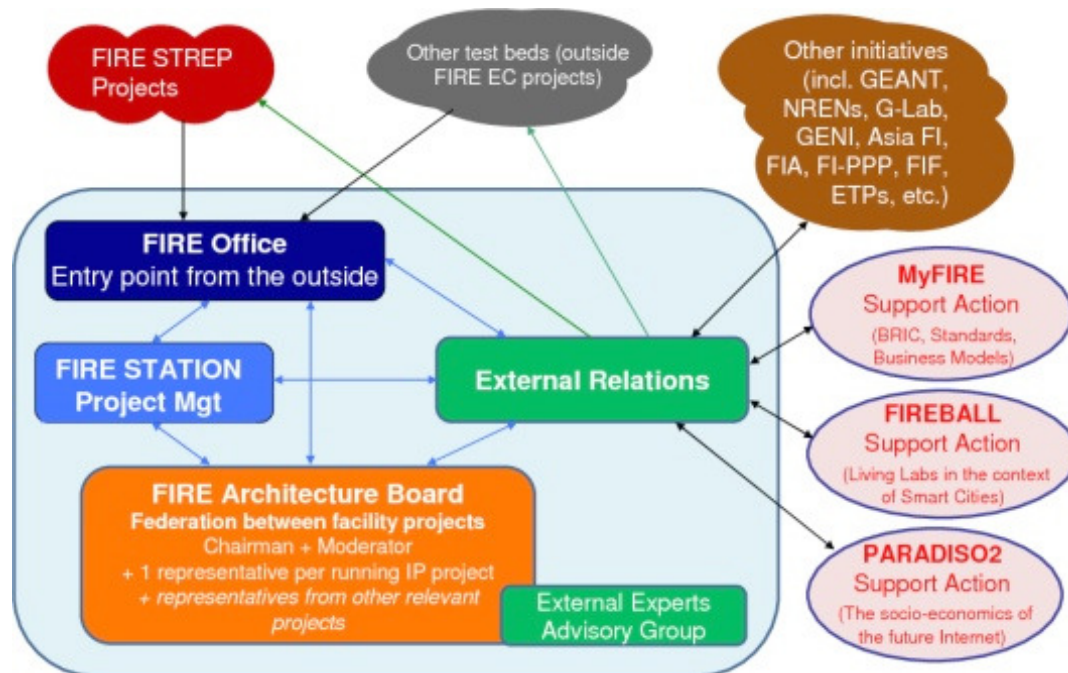 FIRE STREP
Projects
Other test beds (outside
FIRE EC projects)
Other initiatives
(incl. GEANT,
NRENs, G-Lab,
GENI, Asia FI,
FIA, FI-PPP, FIF,
ETPs, etc.)
FIRE Office
Entry point from the outside
MyFIRE
Support Action
(BRIC, Standards,
Business Models)
FIRE STATION
Project Mgt
External Relations
FIREBALL
Support Action
(Living Labs in the context
of Smart Cities)
FIRE Architecture Board
Federation between facility projects
Chairman + Moderator
+ 1 representative per running IP project
+ representatives from other relevant
projects
External Experts
Advisory Group
PARADISO2
Support Action
(The socio-economics of
the future Internet)